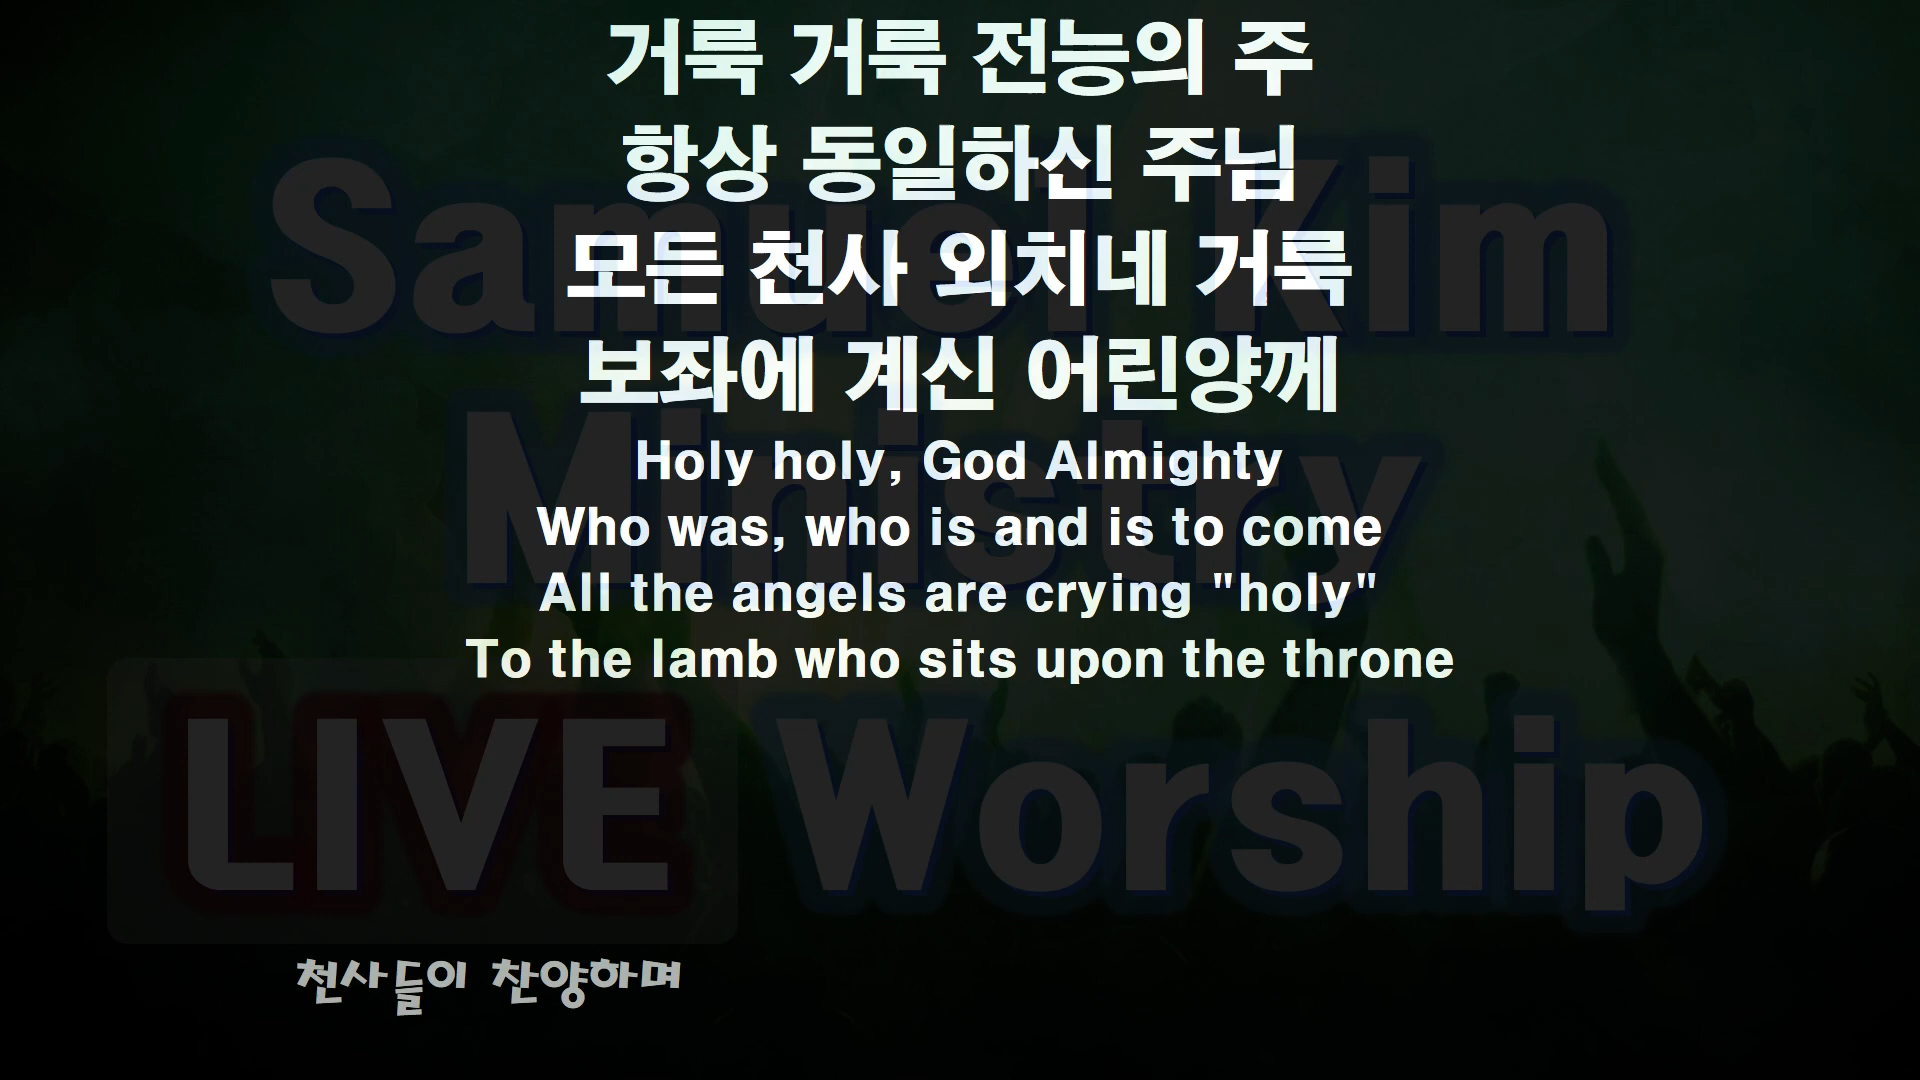 거룩 거룩 전능의 주
항상 동일하신 주님
모든 천사 외치네 거룩
보좌에 계신 어린양께
Holy holy, God Almighty
Who was, who is and is to come
All the angels are crying "holy"
To the lamb who sits upon the throne
Samuel Kim
Ministry
LIVE Worship
천사들이 찬양하며